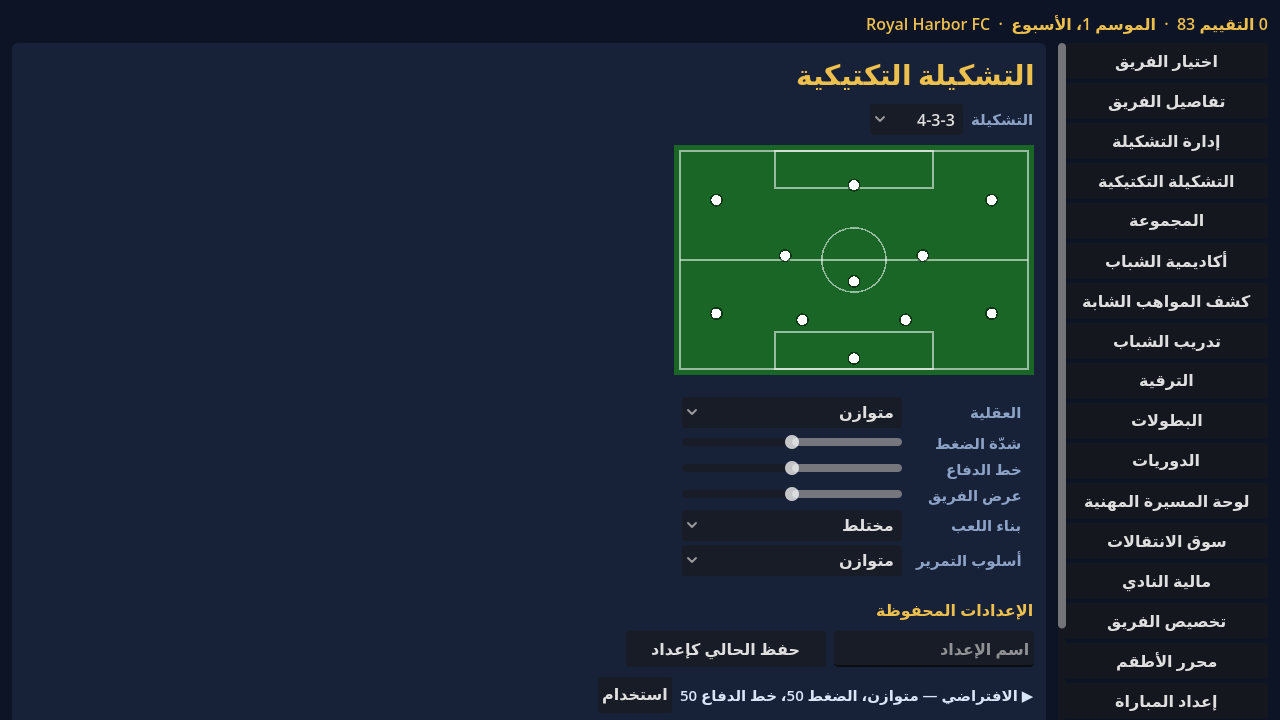 Royal Harbor FC · الموسم 1، الأسبوع 0 التقييم 83 ·
اختيار الفريق
تفاصيل الفريق
إدارة التشكيلة
التشكيلة التكتيكية
المجموعة
أكاديمية الشباب
كشف المواهب الشابة
تدريب الشباب
الترقية
البطولات
الدوريات
لوحة المسيرة المهنية
سوق الانتقالات
مالية النادي
تخصيص الفريق
محرر الأطقم
إعداد المباراة
التشكيلة التكتيكية
التشكيلة 4-3-3
العقلية متوازن
شدّة الضغط
خط الدفاع
عرض الفريق
بناء اللعب مختلط
أسلوب التمرير متوازن
الإعدادات المحفوظة
اسم الإعداد حفظ الحالي كإعداد
▶ الافتراضي — متوازن، الضغط 50، خط الدفاع 50 استخدام